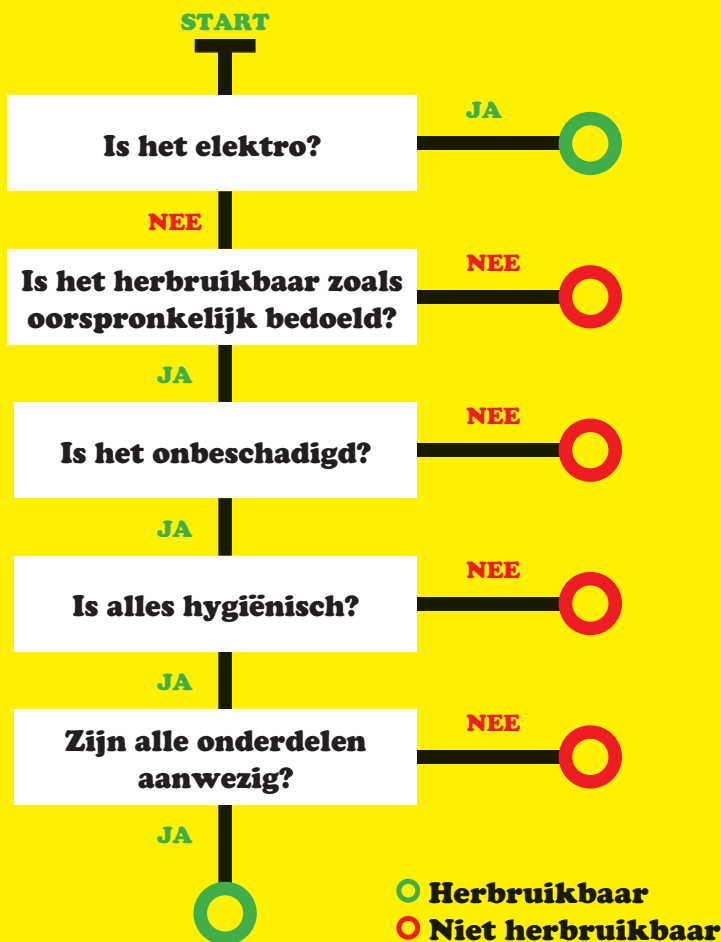 START
Is het elektro?
JA
NEE
Is het herbruikbaar zoals
oorspronkelijk bedoeld?
NEE
JA
Is het onbeschadigd?
NEE
JA
Is alles hygiënisch?
NEE
JA
Zijn alle onderdelen
aanwezig?
NEE
JA
Herbruikbaar
Niet herbruikbaar